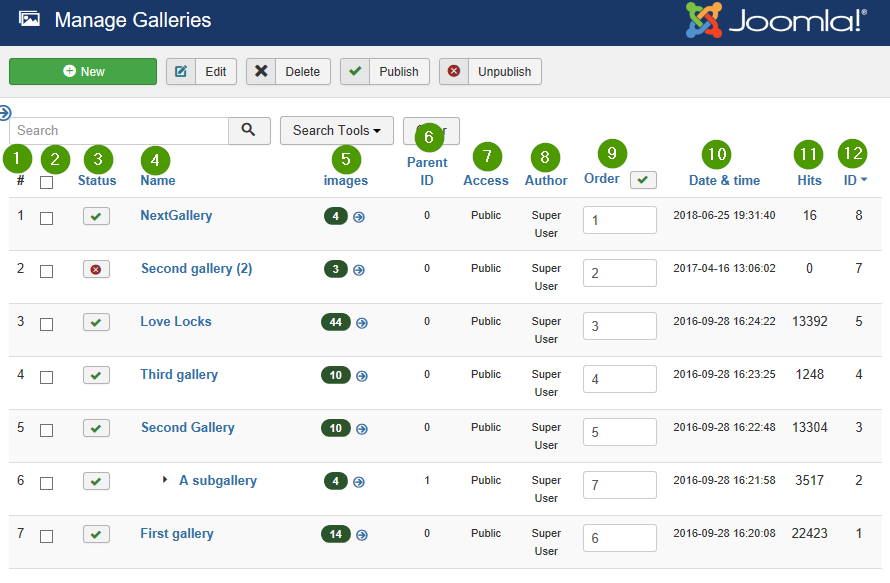 Manage Galleries
Joomla!®
New Edit Delete Publish Unpublish
Search Search Tools
1 2 3 4 5 6 7 8 9 10 11 12
# Status Name images Parent ID Access Author Order Date & time Hits ID
1 NextGallery 4 0 Public Super User 1 2018-06-25 19:31:40 16 8
2 Second gallery (2) 3 0 Public Super User 2 2017-04-16 13:06:02 0 7
3 Love Locks 44 0 Public Super User 3 2016-09-28 16:24:22 13392 5
4 Third gallery 10 0 Public Super User 4 2016-09-28 16:23:25 1248 4
5 Second Gallery 10 0 Public Super User 5 2016-09-28 16:22:48 13304 3
6 A subgallery 4 1 Public Super User 7 2016-09-28 16:21:58 3517 2
7 First gallery 14 0 Public Super User 6 2016-09-28 16:20:08 22423 1